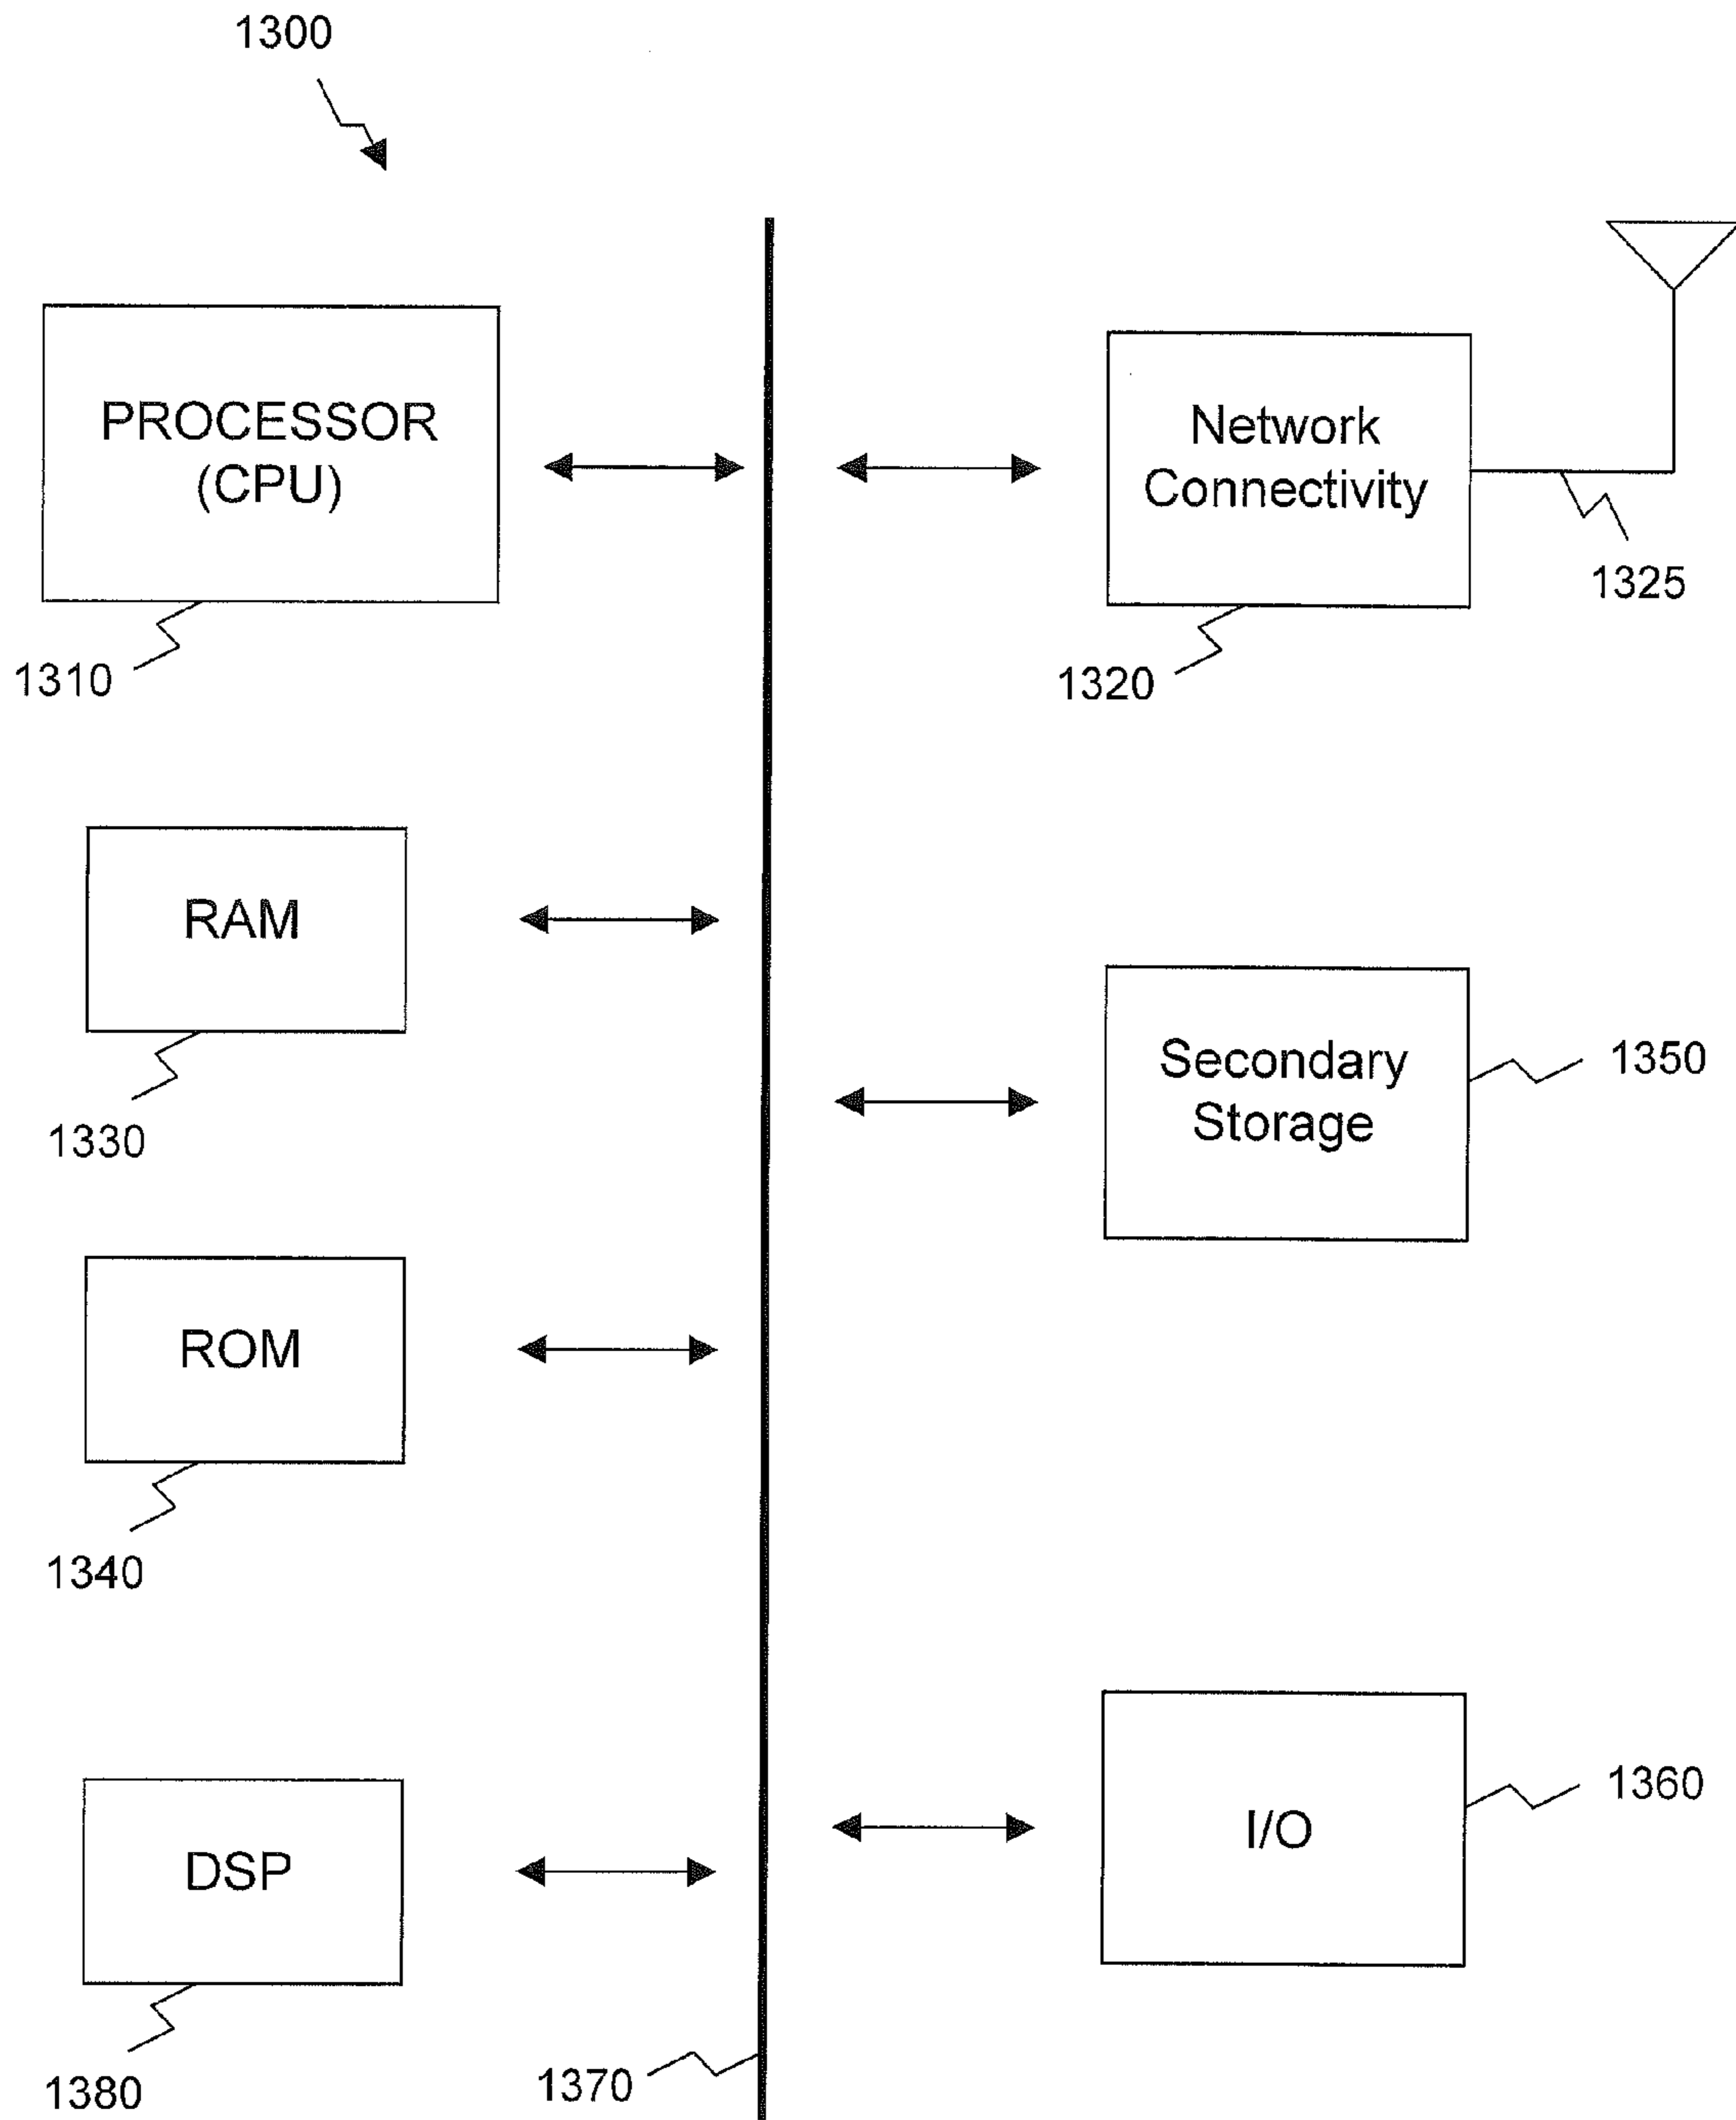 1300
PROCESSOR
(CPU)
1310
Network
Connectivity
1325
1320
RAM
1330
Secondary
Storage
1350
ROM
1340
I/O
1360
DSP
1380
1370